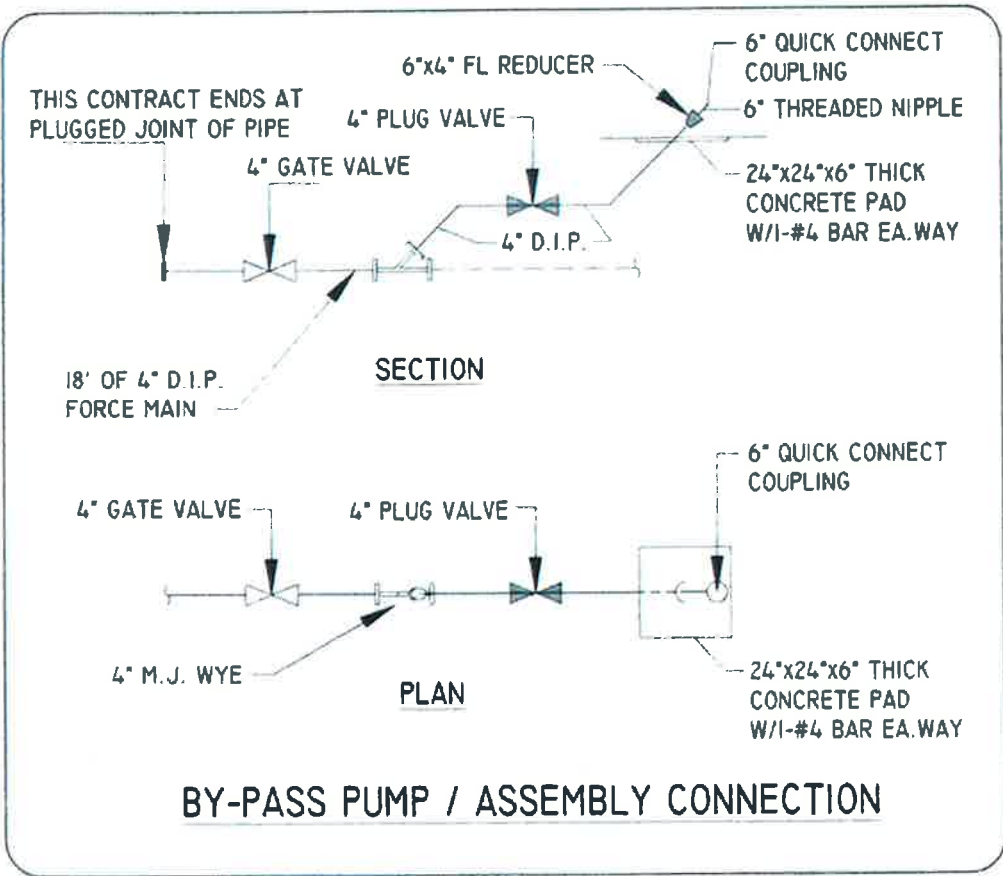 6" QUICK CONNECT
COUPLING
6"x4" FL REDUCER
6" THREADED NIPPLE
THIS CONTRACT ENDS AT
PLUGGED JOINT OF PIPE
4" PLUG VALVE
4" GATE VALVE
24"x24"x6" THICK
CONCRETE PAD
W/1-#4 BAR EA.WAY
4" D.I.P.
18' OF 4" D.I.P.
FORCE MAIN
SECTION
6" QUICK CONNECT
COUPLING
4" GATE VALVE
4" PLUG VALVE
4" M.J. WYE
PLAN
24"x24"x6" THICK
CONCRETE PAD
W/1-#4 BAR EA.WAY
BY-PASS PUMP / ASSEMBLY CONNECTION